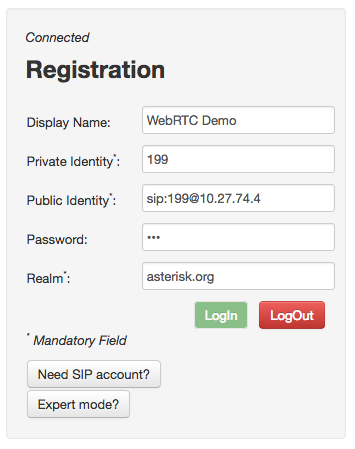 Connected
Registration
Display Name: WebRTC Demo
Private Identity*: 199
Public Identity*: sip:199@10.27.74.4
Password: •••
Realm*: asterisk.org
LogIn LogOut
* Mandatory Field
Need SIP account?
Expert mode?